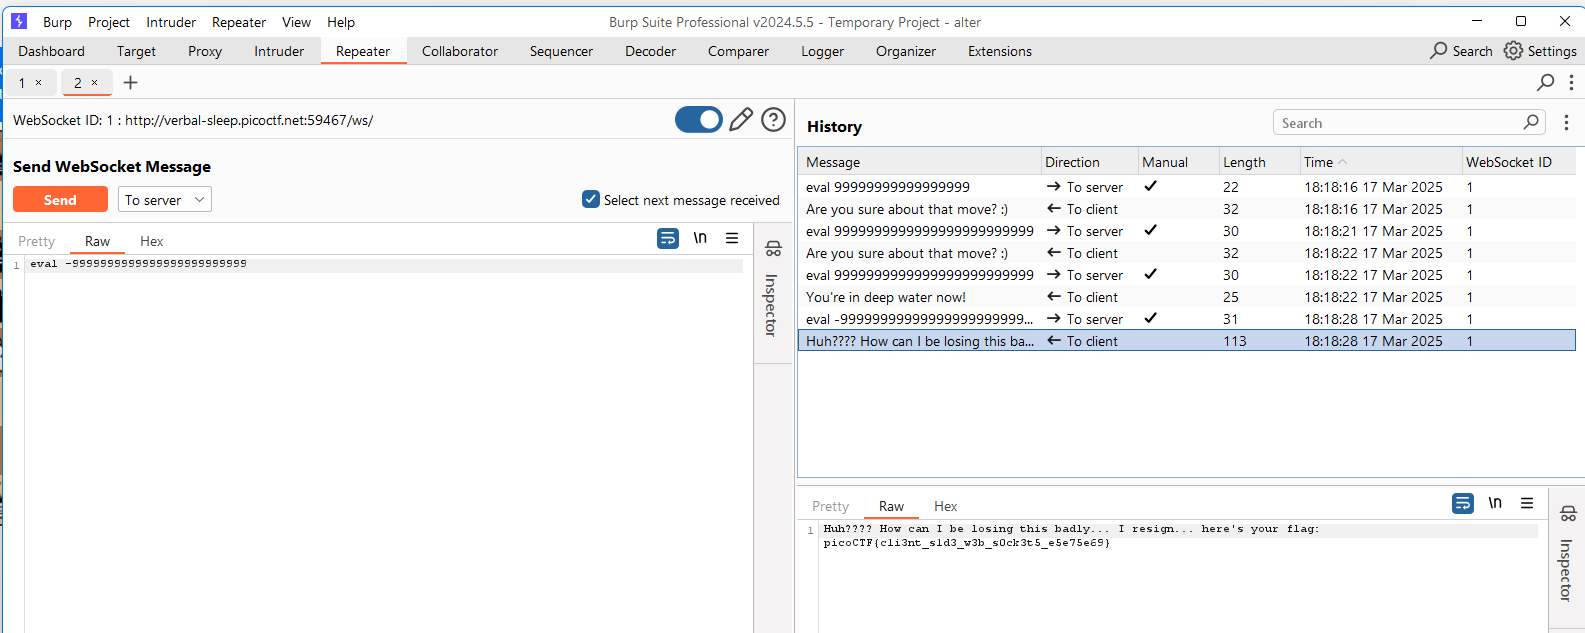 Burp Project Intruder Repeater View Help Burp Suite Professional v2024.5.5 - Temporary Project - alter
Dashboard Target Proxy Intruder Repeater Collaborator Sequencer Decoder Comparer Logger Organizer Extensions Search Settings
1 × 2 × +
WebSocket ID: 1 : http://verbal-sleep.picoctf.net:59467/ws/
Send WebSocket Message
Send To server Select next message received
Pretty Raw Hex \n
1 eval -9999999999999999999999999
Inspector
History
Search
Message Direction Manual Length Time WebSocket ID
eval 99999999999999999 → To server ✓ 22 18:18:16 17 Mar 2025 1
Are you sure about that move? :) ← To client 32 18:18:16 17 Mar 2025 1
eval 9999999999999999999999999 → To server ✓ 30 18:18:21 17 Mar 2025 1
Are you sure about that move? :) ← To client 32 18:18:22 17 Mar 2025 1
eval 9999999999999999999999999 → To server ✓ 30 18:18:22 17 Mar 2025 1
You're in deep water now! ← To client 25 18:18:22 17 Mar 2025 1
eval -99999999999999999999999... → To server ✓ 31 18:18:28 17 Mar 2025 1
Huh???? How can I be losing this ba... ← To client 113 18:18:28 17 Mar 2025 1
Pretty Raw Hex \n
1 Huh???? How can I be losing this badly... I resign... here's your flag:
picoCTF{cli3nt_s1d3_w3b_s0ck3t5_e5e75e69}
Inspector